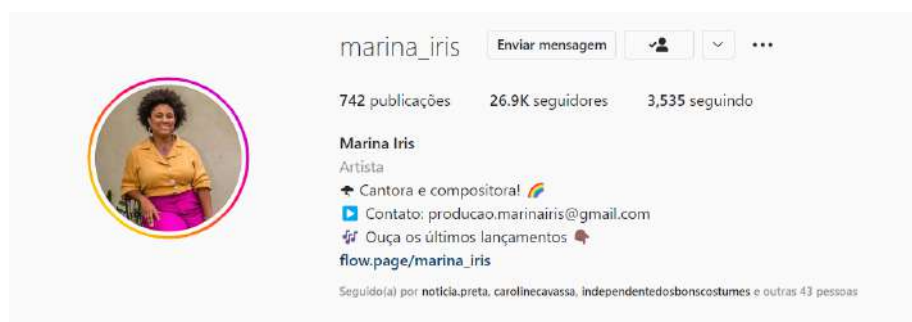 marina_iris Enviar mensagem
742 publicações 26.9K seguidores 3,535 seguindo
Marina Iris
Artista
Cantora e compositora!
Contato: producao.marinairis@gmail.com
Ouça os últimos lançamentos
flow.page/marina_iris
Seguido(a) por noticia.preta, carolinecavassa, independentedosbonscostumes e outras 43 pessoas